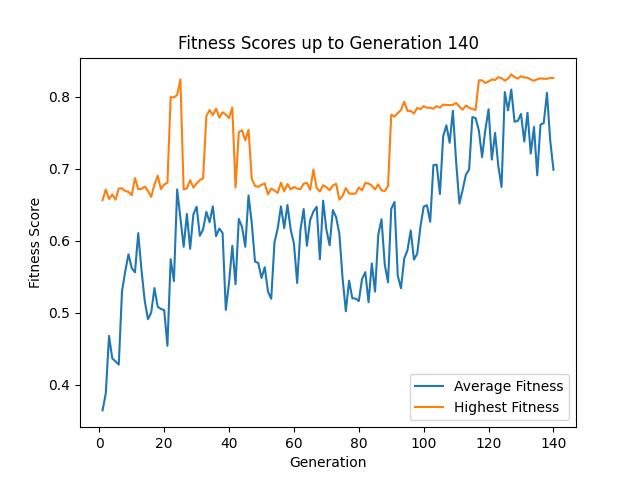 Fitness Scores up to Generation 140
Fitness Score
0.8
0.7
0.6
0.5
0.4
0 20 40 60 80 100 120 140
Generation
Average Fitness
Highest Fitness